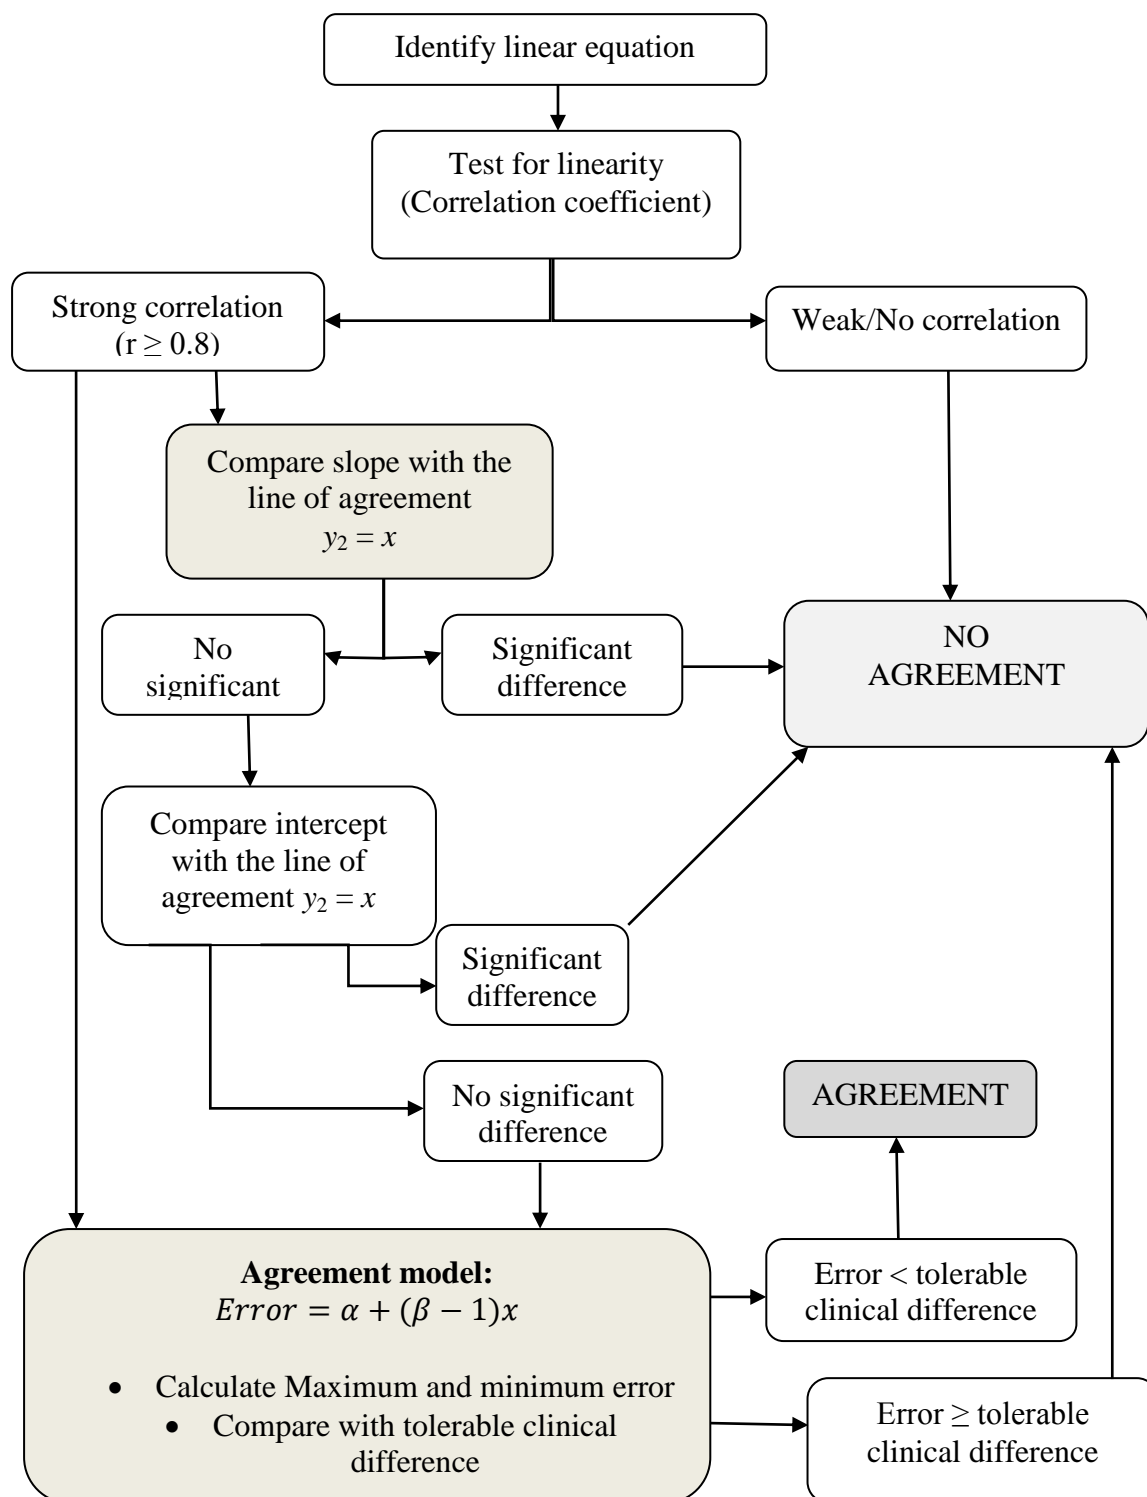 Identify linear equation
Test for linearity
(Correlation coefficient)
Strong correlation
(r ≥ 0.8)
Weak/No correlation
Compare slope with the
line of agreement
y₂ = x
No
significant
Significant
difference
NO
AGREEMENT
Compare intercept
with the line of
agreement y₂ = x
Significant
difference
No significant
difference
AGREEMENT
Agreement model:
Error = α + (β − 1)x
• Calculate Maximum and minimum error
• Compare with tolerable clinical
difference
Error < tolerable
clinical difference
Error ≥ tolerable
clinical difference